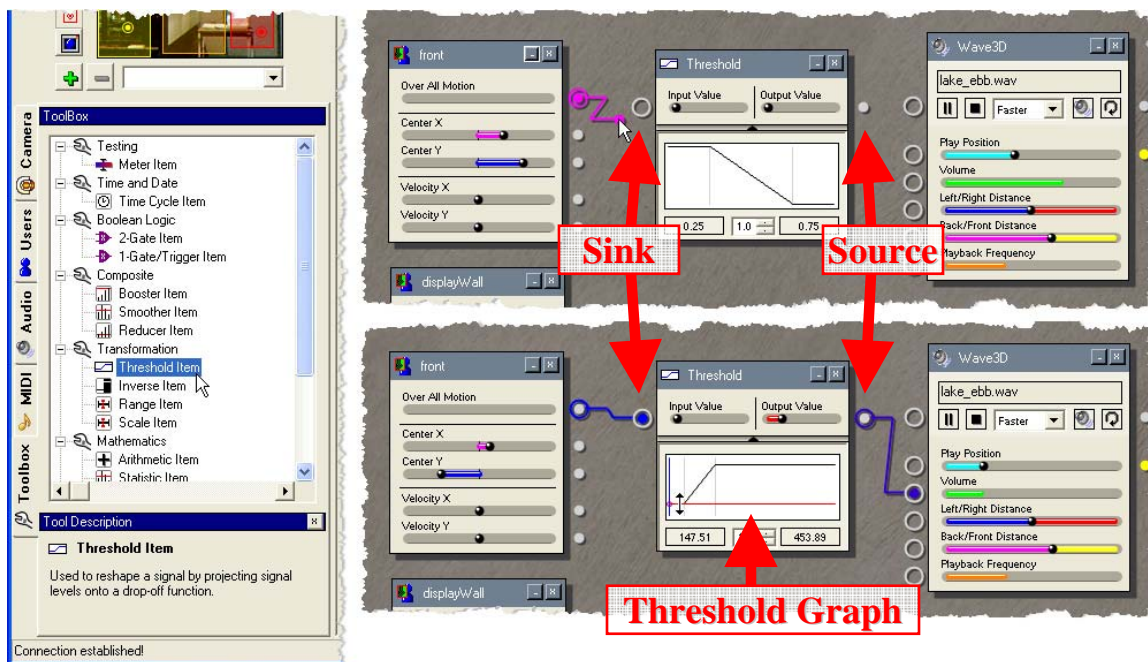 ToolBox
Testing
Meter Item
Time and Date
Time Cycle Item
Boolean Logic
2-Gate Item
1-Gate/Trigger Item
Composite
Booster Item
Smoother Item
Reducer Item
Transformation
Threshold Item
Inverse Item
Range Item
Scale Item
Mathematics
Arithmetic Item
Statistic Item
Camera
Users
Audio
MIDI
Toolbox
Tool Description
Threshold Item
Used to reshape a signal by projecting signal
levels onto a drop-off function.
Connection established!
front
Over All Motion
Center X
Center Y
Velocity X
Velocity Y
displayWall
Threshold
Input Value
Output Value
0.25
1.0
0.75
Wave3D
lake_ebb.wav
Faster
Play Position
Volume
Left/Right Distance
Back/Front Distance
Playback Frequency
Sink
Source
front
Over All Motion
Center X
Center Y
Velocity X
Velocity Y
displayWall
Threshold
Input Value
Output Value
147.51
453.89
Wave3D
lake_ebb.wav
Faster
Play Position
Volume
Left/Right Distance
Back/Front Distance
Playback Frequency
Threshold Graph